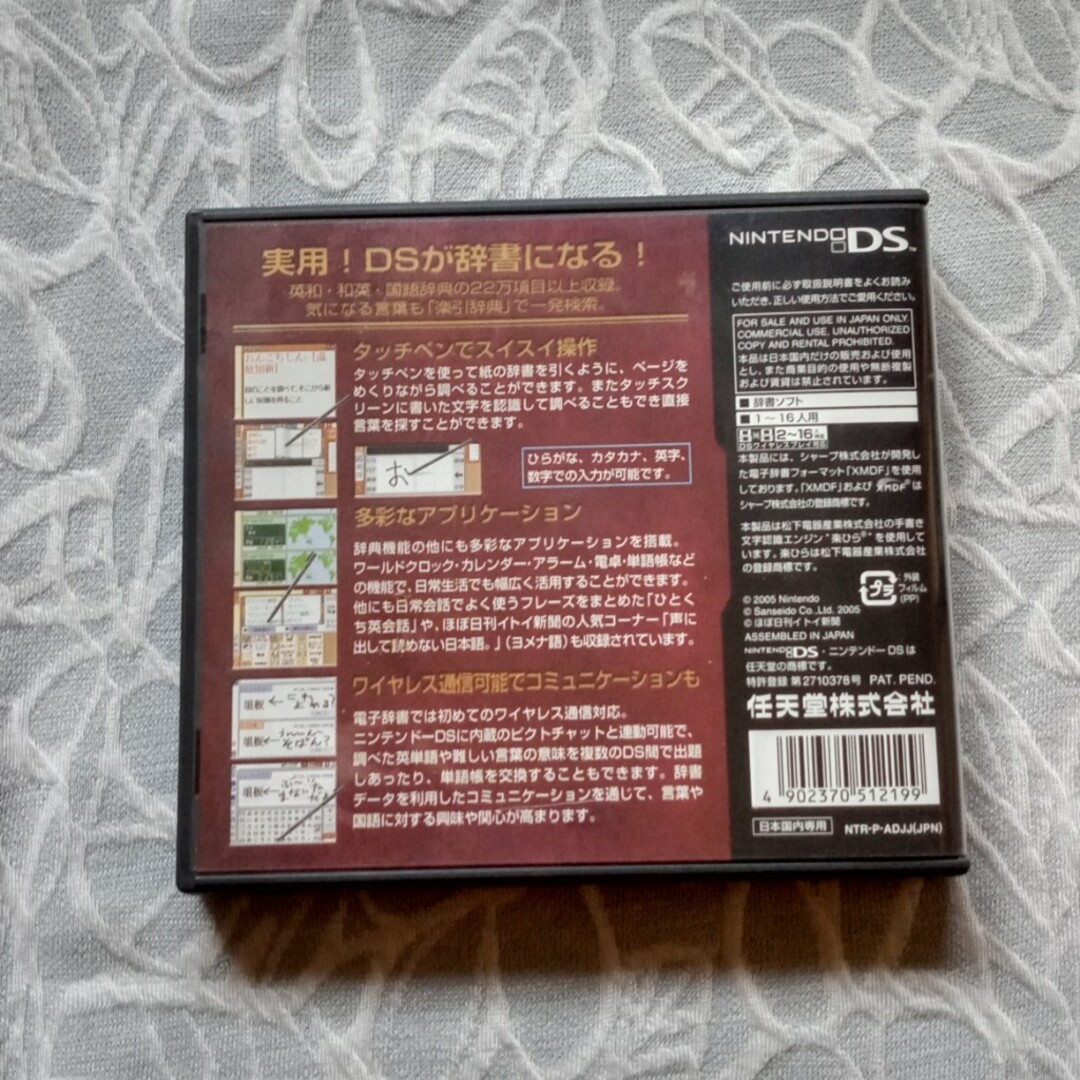 実用！DSが辞書になる！
英和・和英・国語辞典の22万項目以上収録。
気になる言葉も「楽引辞典」で一発検索。
タッチペンでスイスイ操作
タッチペンを使って紙の辞書を引くように、ページを
めくりながら調べることができます。またタッチスク
リーンに書いた文字を認識して調べることもでき直接
言葉を探すことができます。
お
ひらがな、カタカナ、英字、
数字での入力が可能です。
多彩なアプリケーション
辞典機能の他にも多彩なアプリケーションを搭載。
ワールドクロック・カレンダー・アラーム・電卓・単語帳など
の機能で、日常生活でも幅広く活用することができます。
他にも日常会話でよく使うフレーズをまとめた「ひとく
ち英会話」や、ほぼ日刊イトイ新聞の人気コーナー「声に
出して読めない日本語。」（ヨメナ語）も収録されています。
ワイヤレス通信可能でコミュニケーションも
電子辞書では初めてのワイヤレス通信対応。
ニンテンドーDSに内蔵のピクトチャットと連動可能で、
調べた英単語や難しい言葉の意味を複数のDS間で出題
しあったり、単語帳を交換することもできます。辞書
データを利用したコミュニケーションを通じて、言葉や
国語に対する興味や関心が高まります。
NINTENDO DS™
ご使用前に必ず取扱説明書をよくお読み
いただき、正しい使用方法でご愛用ください。
FOR SALE AND USE IN JAPAN ONLY.
COMMERCIAL USE, UNAUTHORIZED
COPY AND RENTAL PROHIBITED.
本品は日本国内だけの販売および使用
とし、また商業目的の使用や無断複製
および賃貸は禁止されています。
■ 辞書ソフト
■ 1～16人用
2～16人
DSワイヤレスプレイ対応
本製品には、シャープ株式会社が開発し
た電子辞書フォーマット「XMDF」を使用
しております。「XMDF」および XMDF® は
シャープ株式会社の登録商標です。
本製品は松下電器産業株式会社の手書き
文字認識エンジン“楽ひら®”を使用して
います。楽ひらは松下電器産業株式会社
の登録商標です。
プラ
外装
フィルム
(PP)
© 2005 Nintendo
© Sanseido Co.,Ltd. 2005
© ほぼ日刊イトイ新聞
ASSEMBLED IN JAPAN
NINTENDO DS・ニンテンドーDSは
任天堂の商標です。
特許登録 第2710378号 PAT. PEND.
任天堂株式会社
4 902370 512199
日本国内専用
NTR-P-ADJJ(JPN)